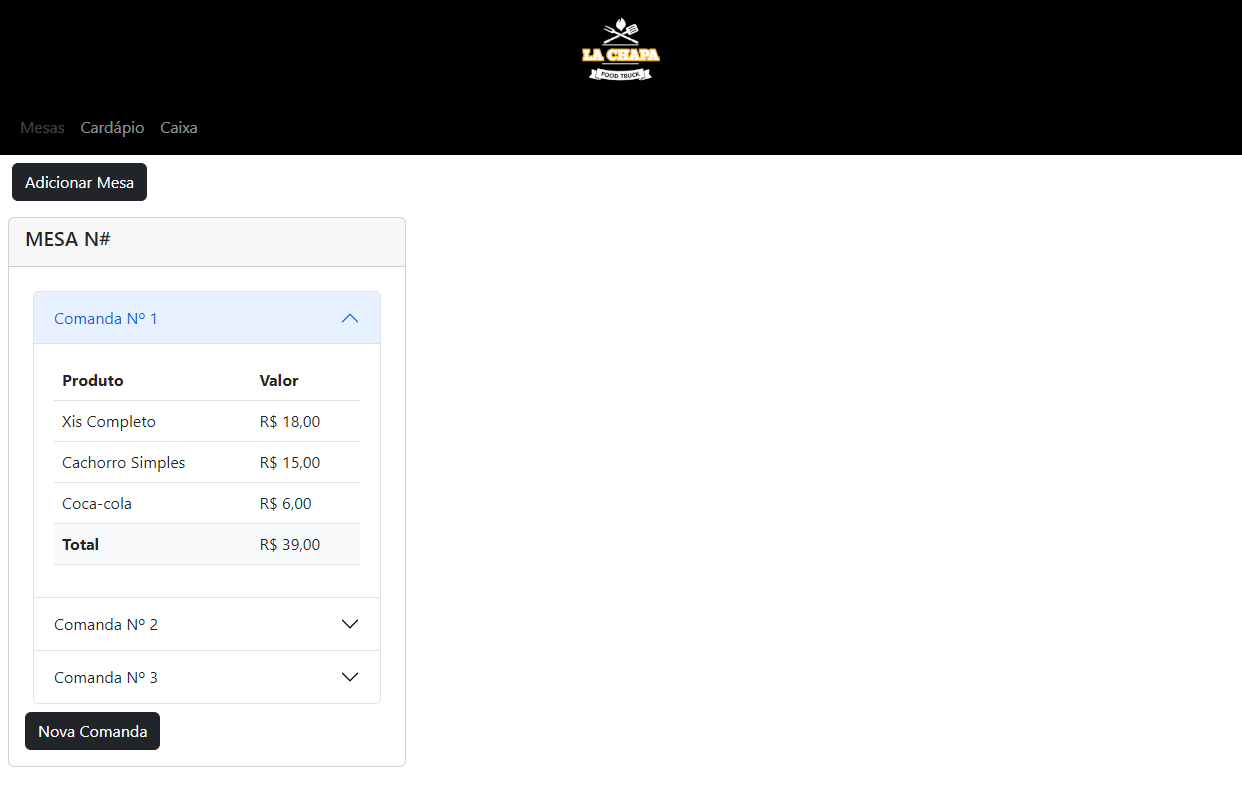 LA CHAPA
FOOD TRUCK
Mesas Cardápio Caixa
Adicionar Mesa
MESA N#
Comanda Nº 1
Produto Valor
Xis Completo R$ 18,00
Cachorro Simples R$ 15,00
Coca-cola R$ 6,00
Total R$ 39,00
Comanda Nº 2
Comanda Nº 3
Nova Comanda